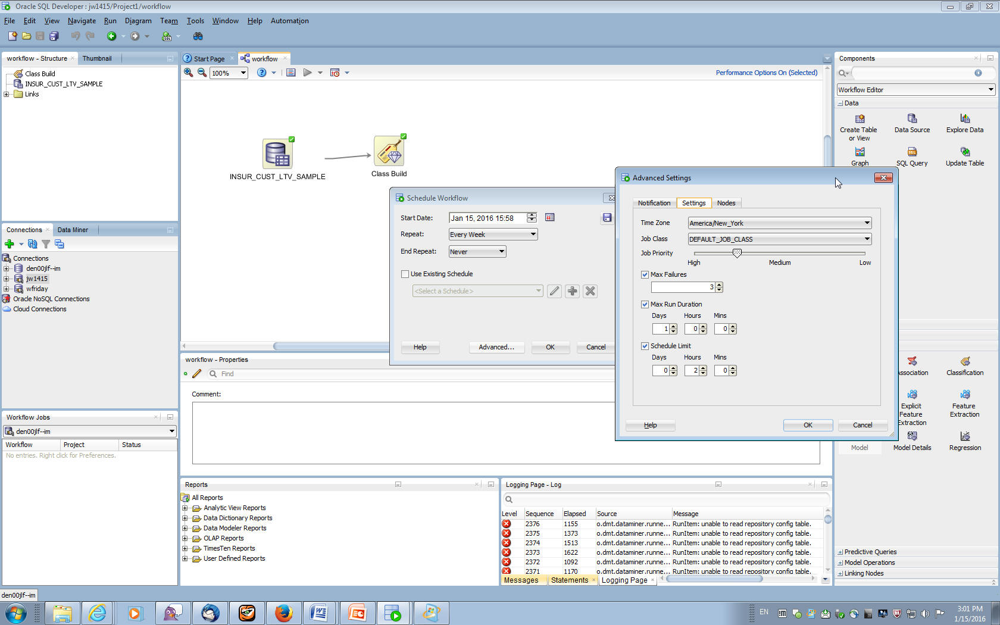 Oracle SQL Developer : jw1415/Project1/workflow
File Edit View Navigate Run Diagram Team Tools Window Help Automation
workflow - Structure Thumbnail
Class Build
INSUR_CUST_LTV_SAMPLE
Links
Start Page workflow
100%
Performance Options On (Selected)
INSUR_CUST_LTV_SAMPLE
Class Build
Connections Data Miner
Connections
den00jlf--im
jw1415
wfriday
Oracle NoSQL Connections
Cloud Connections
Schedule Workflow
Start Date: Jan 15, 2016 15:58
Repeat: Every Week
End Repeat: Never
Use Existing Schedule
<Select a Schedule>
Help Advanced... OK Cancel
Advanced Settings
Notification Settings Nodes
Time Zone America/New_York
Job Class DEFAULT_JOB_CLASS
Job Priority
High Medium Low
Max Failures
3
Max Run Duration
Days Hours Mins
1 0 0
Schedule Limit
Days Hours Mins
0 2 0
Help OK Cancel
Components
Workflow Editor
Data
Create Table or View
Data Source
Explore Data
Graph
SQL Query
Update Table
Classification
Explicit
Feature
Extraction
Feature
Extraction
Model
Model Details
Regression
Predictive Queries
Model Operations
Linking Nodes
workflow - Properties
Find
Comment:
Workflow Jobs
den00jlf--im
Workflow Project Status
No entries. Right click for Preferences.
Reports
All Reports
Analytic View Reports
Data Dictionary Reports
Data Modeler Reports
OLAP Reports
TimesTen Reports
User Defined Reports
Logging Page - Log
Level Sequence Elapsed Source Message
2376 1155 o.dmt.dataminer.runne... RunItem: unable to read repository config table.
2375 1373 o.dmt.dataminer.runne... RunItem: unable to read repository config table.
2374 1513 o.dmt.dataminer.runne... RunItem: unable to read repository config table.
2373 1622 o.dmt.dataminer.runne... RunItem: unable to read repository config table.
2372 1092 o.dmt.dataminer.runne... RunItem: unable to read repository config table.
2371 1170 o.dmt.dataminer.runne... RunItem: unable to read repository config table.
Messages Statements Logging Page
den00jlf--im
EN
3:01 PM
1/15/2016